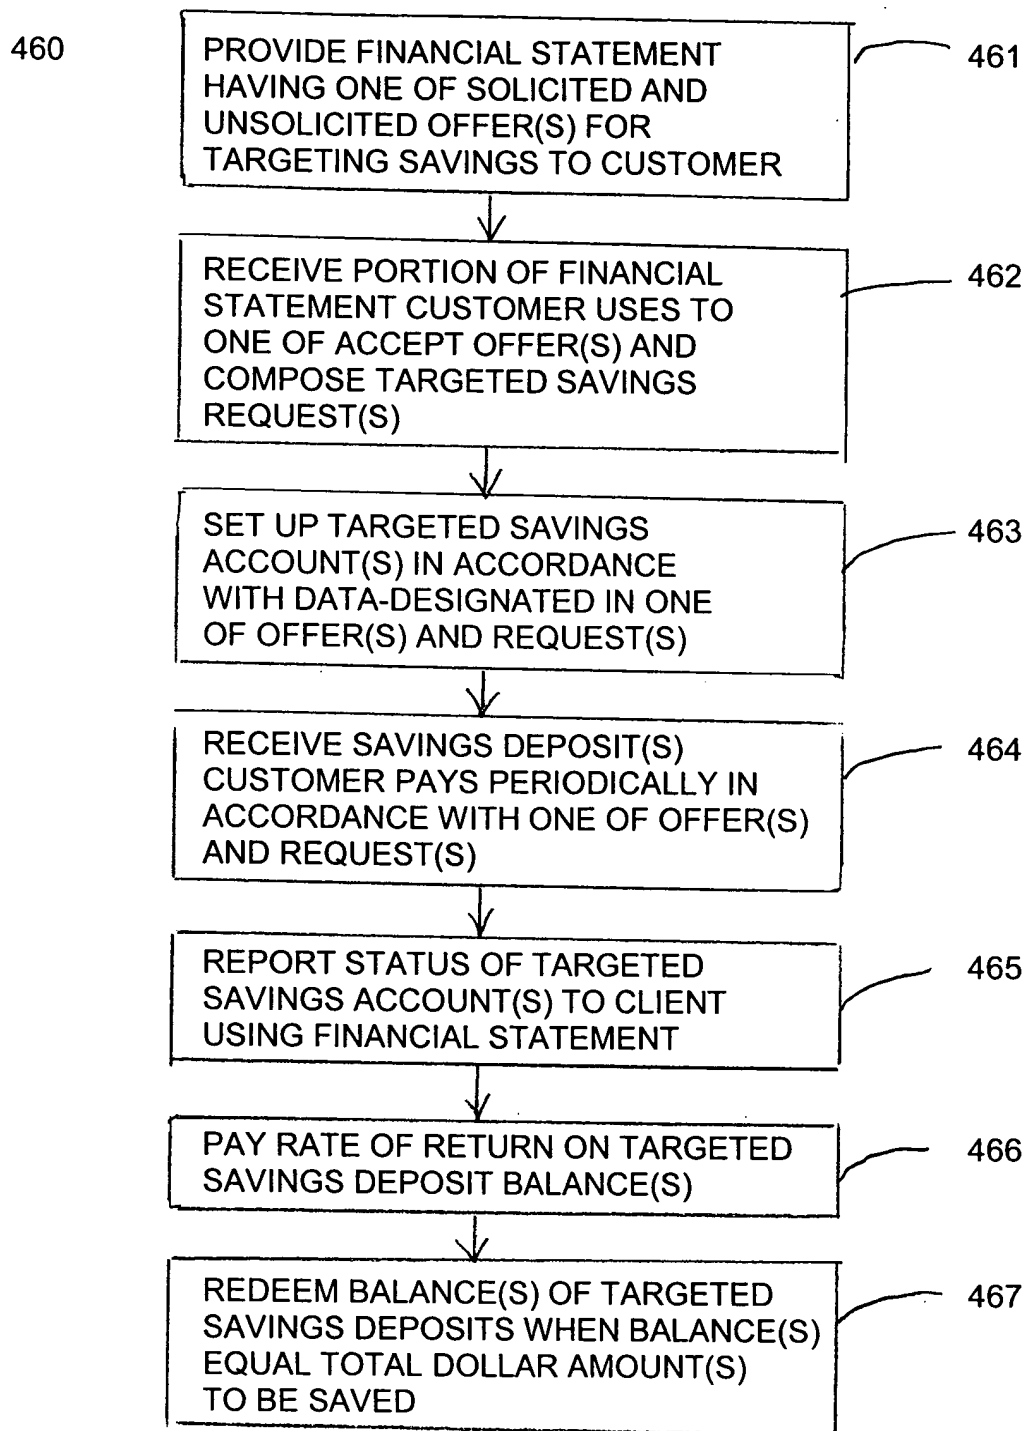 460
PROVIDE FINANCIAL STATEMENT
HAVING ONE OF SOLICITED AND
UNSOLICITED OFFER(S) FOR
TARGETING SAVINGS TO CUSTOMER
461
RECEIVE PORTION OF FINANCIAL
STATEMENT CUSTOMER USES TO
ONE OF ACCEPT OFFER(S) AND
COMPOSE TARGETED SAVINGS
REQUEST(S)
462
SET UP TARGETED SAVINGS
ACCOUNT(S) IN ACCORDANCE
WITH DATA-DESIGNATED IN ONE
OF OFFER(S) AND REQUEST(S)
463
RECEIVE SAVINGS DEPOSIT(S)
CUSTOMER PAYS PERIODICALLY IN
ACCORDANCE WITH ONE OF OFFER(S)
AND REQUEST(S)
464
REPORT STATUS OF TARGETED
SAVINGS ACCOUNT(S) TO CLIENT
USING FINANCIAL STATEMENT
465
PAY RATE OF RETURN ON TARGETED
SAVINGS DEPOSIT BALANCE(S)
466
REDEEM BALANCE(S) OF TARGETED
SAVINGS DEPOSITS WHEN BALANCE(S)
EQUAL TOTAL DOLLAR AMOUNT(S)
TO BE SAVED
467